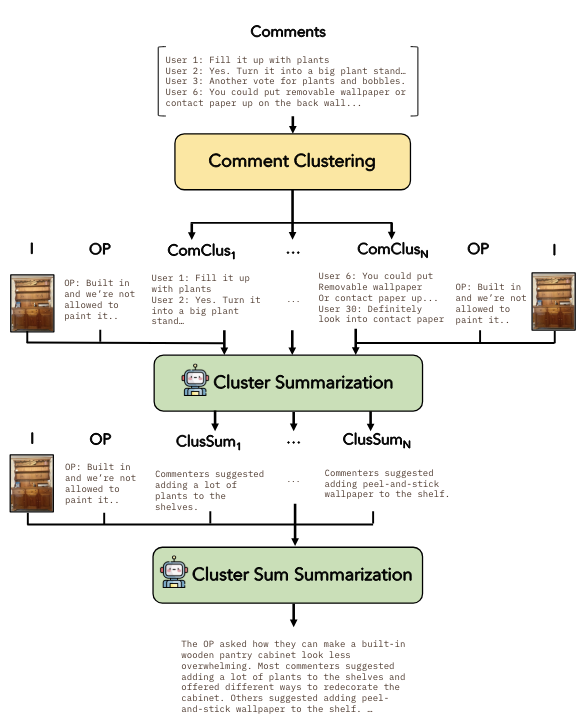 Comments
User 1: Fill it up with plants
User 2: Yes. Turn it into a big plant stand…
User 3: Another vote for plants and bobbles.
User 6: You could put removable wallpaper or
contact paper up on the back wall...
Comment Clustering
I
OP
ComClus1
...
ComClusN
OP
I
OP: Built in
and we're not
allowed to
paint it..
User 1: Fill it up
with plants
User 2: Yes. Turn it
into a big plant
stand…
...
User 6: You could put
Removable wallpaper
Or contact paper up...
User 30: Definitely
look into contact paper
OP: Built in
and we're not
allowed to
paint it..
Cluster Summarization
I
OP
ClusSum1
...
ClusSumN
OP: Built in
and we're not
allowed to
paint it..
Commenters suggested
adding a lot of
plants to the
shelves.
...
Commenters suggested
adding peel-and-stick
wallpaper to the shelf.
Cluster Sum Summarization
The OP asked how they can make a built-in
wooden pantry cabinet look less
overwhelming. Most commenters suggested
adding a lot of plants to the shelves and
offered different ways to redecorate the
cabinet. Others suggested adding peel-
and-stick wallpaper to the shelf. …